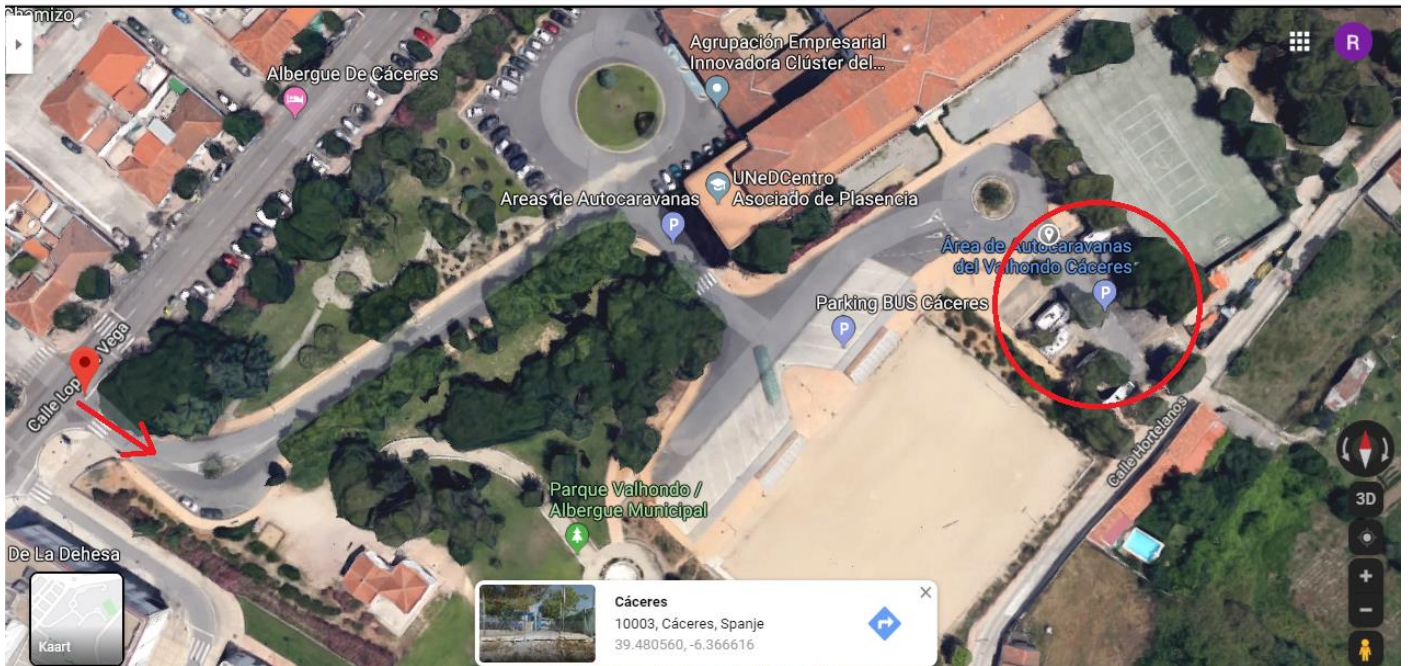 Chamizo
R
Agrupación Empresarial
Innovadora Clúster del...
Albergue De Cáceres
UNeDCentro
Asociado de Plasencia
Areas de Autocaravanas
P
Área de Autocaravanas
del Valhondo Cáceres
P
Parking BUS Cáceres
P
Calle Lop Vega
Calle Hortelanos
Parque Valhondo /
Albergue Municipal
De La Dehesa
3D
Kaart
Cáceres
10003, Cáceres, Spanje
39.480560, -6.366616